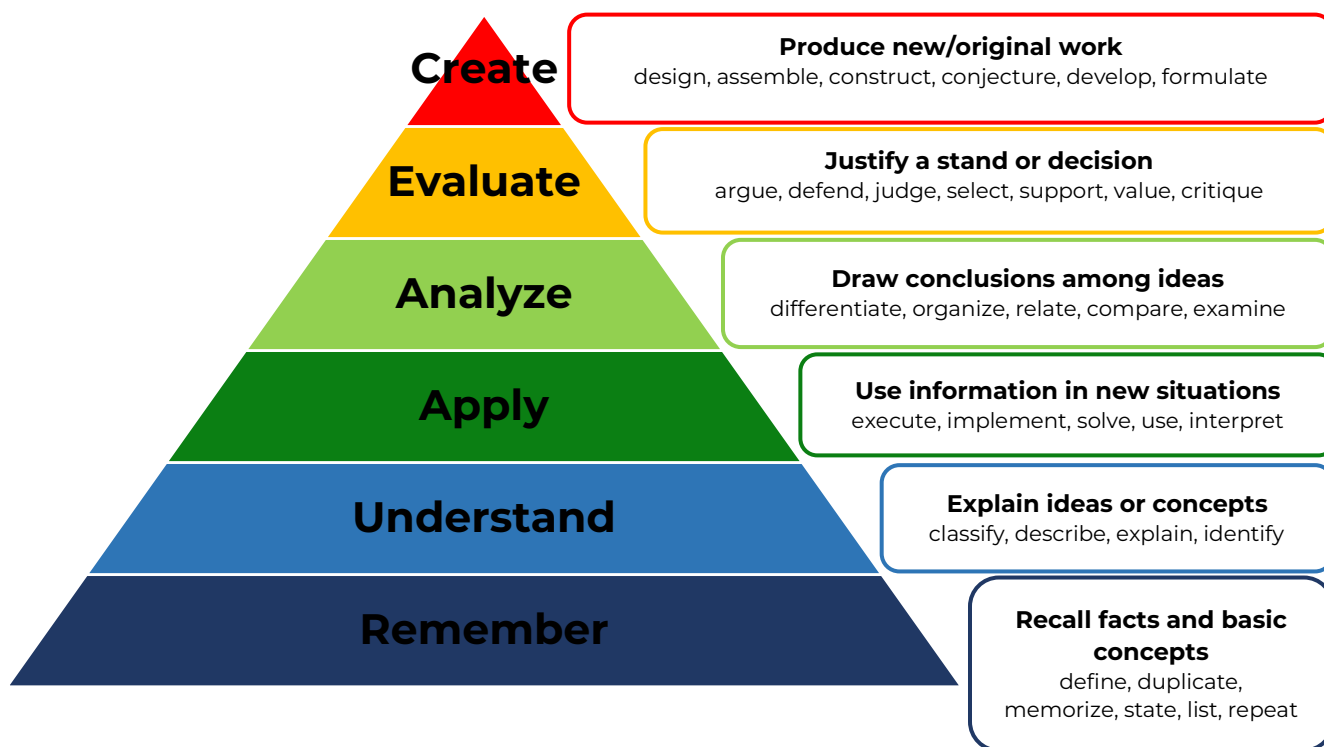 Create
Produce new/original work
design, assemble, construct, conjecture, develop, formulate
Evaluate
Justify a stand or decision
argue, defend, judge, select, support, value, critique
Analyze
Draw conclusions among ideas
differentiate, organize, relate, compare, examine
Apply
Use information in new situations
execute, implement, solve, use, interpret
Understand
Explain ideas or concepts
classify, describe, explain, identify
Remember
Recall facts and basic
concepts
define, duplicate,
memorize, state, list, repeat